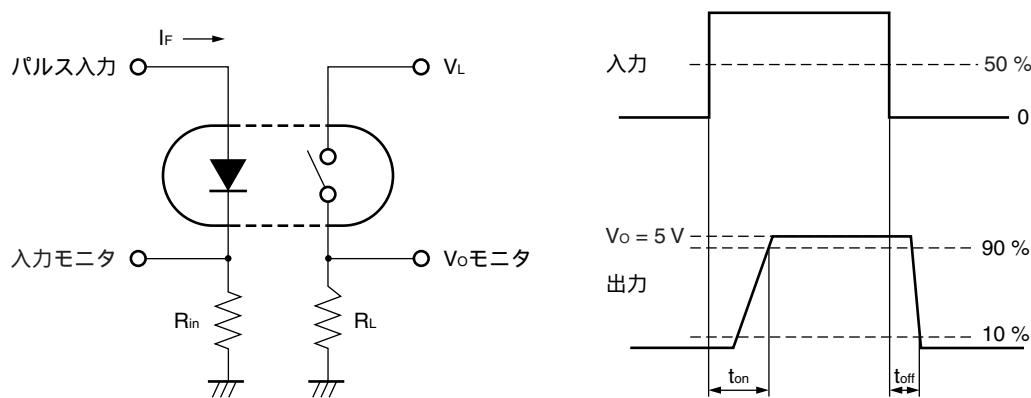 IF
パルス入力
VL
入力モニタ
VOモニタ
Rin
RL
入力
50 %
0
VO = 5 V
90 %
出力
10 %
ton
toff